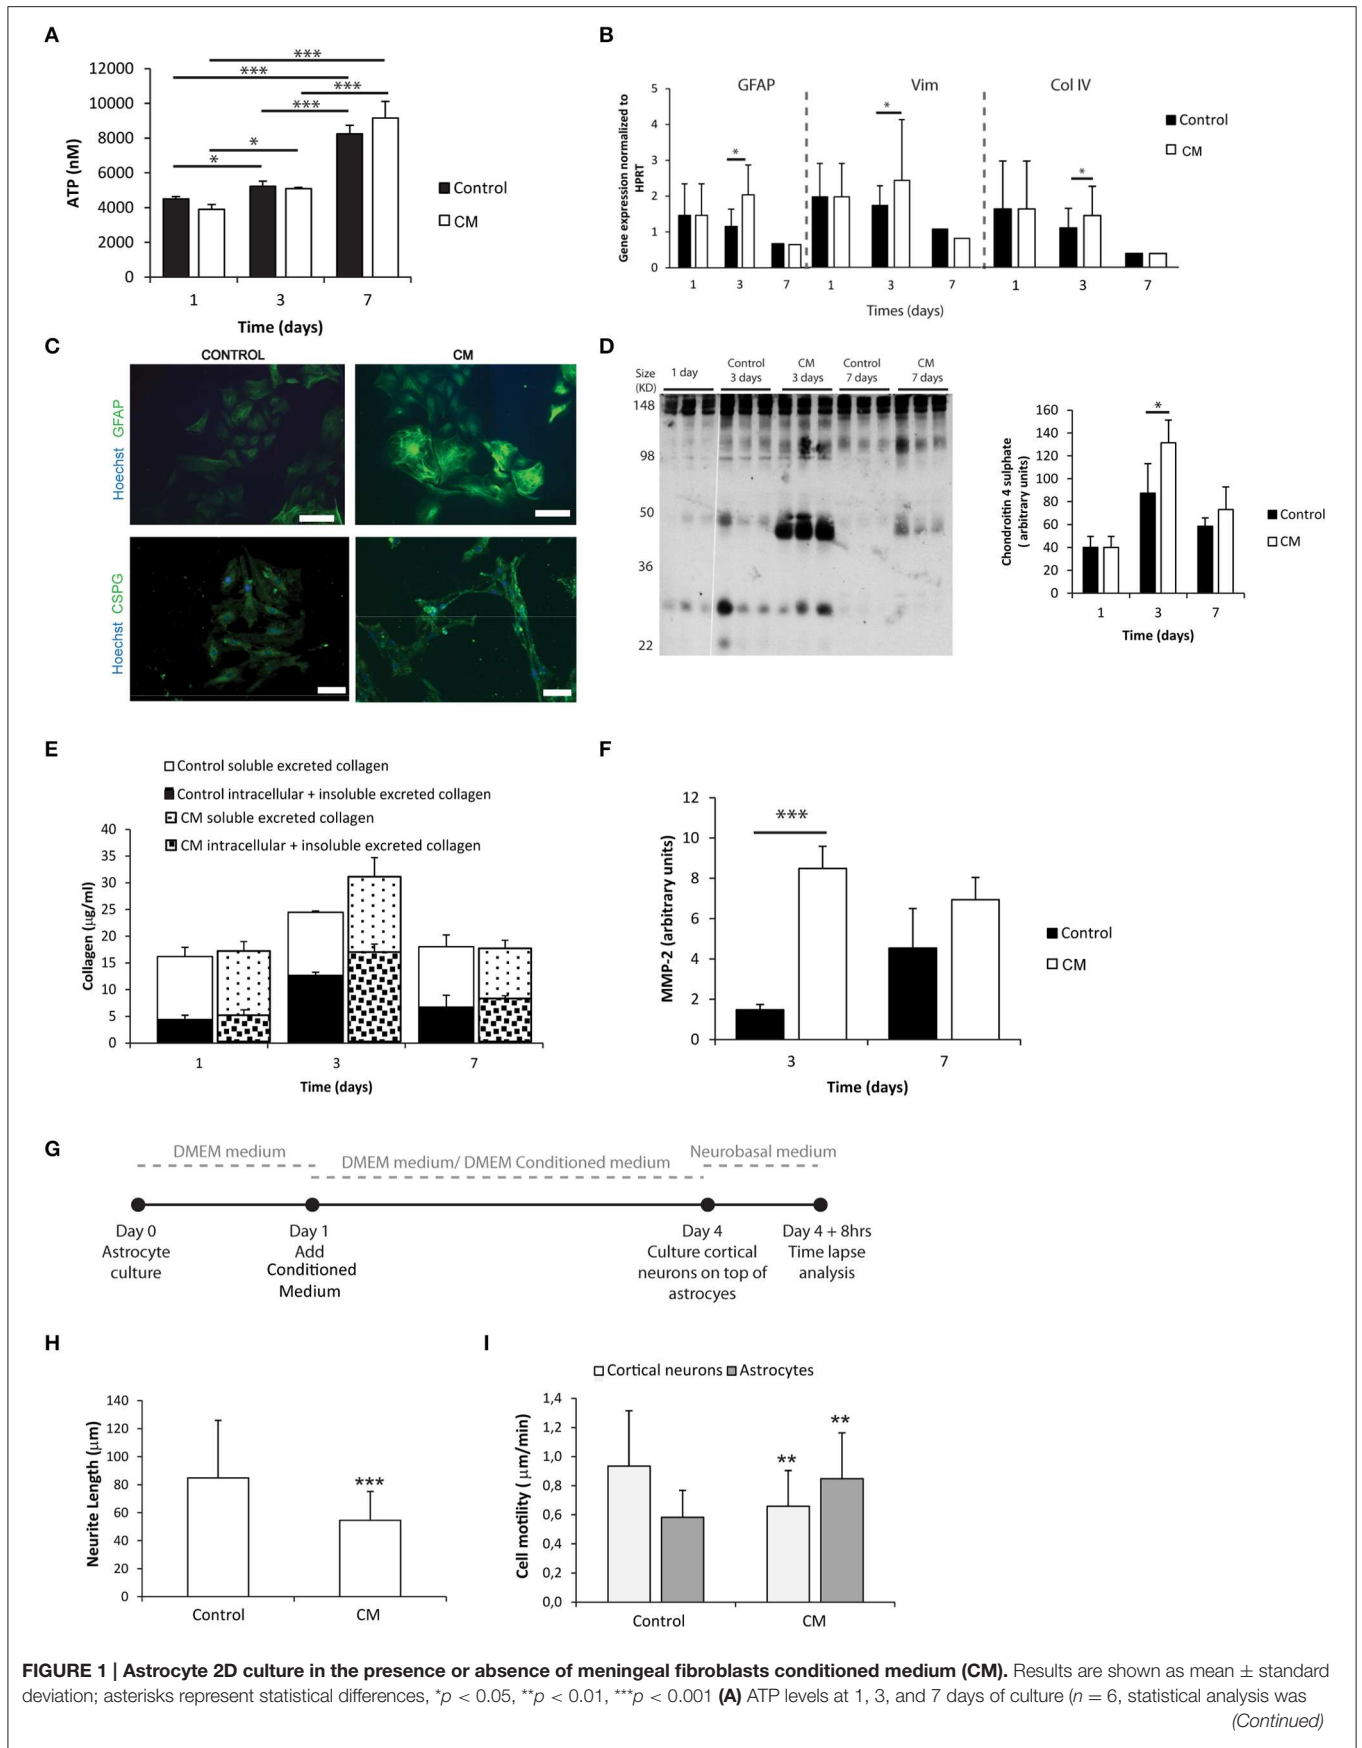 A
***
***
***
***
*
*
12000
10000
8000
6000
4000
2000
0
ATP (nM)
1 3 7
Time (days)
Control
CM
B
GFAP Vim Col IV
5
4
3
2
1
0
Gene expression normalized to
HPRT
*
*
*
1 3 7 1 3 7 1 3 7
Times (days)
Control
CM
C
CONTROL CM
Hoechst GFAP
Hoechst CSPG
D
Size
(KD)
1 day
Control
3 days
CM
3 days
Control
7 days
CM
7 days
148
98
50
36
22
160
140
120
100
80
60
40
20
0
Chondroitin 4 sulphate
( arbitrary units)
*
1 3 7
Time (days)
Control
CM
E
Control soluble excreted collagen
Control intracellular + insoluble excreted collagen
CM soluble excreted collagen
CM intracellular + insoluble excreted collagen
40
35
30
25
20
15
10
5
0
Collagen (µg/ml)
1 3 7
Time (days)
F
12
10
8
6
4
2
0
MMP-2 (arbitrary units)
***
3 7
Time (days)
Control
CM
G
DMEM medium
DMEM medium/ DMEM Conditioned medium
Neurobasal medium
Day 0
Astrocyte
culture
Day 1
Add
Conditioned
Medium
Day 4
Culture cortical
neurons on top of
astrocyes
Day 4 + 8hrs
Time lapse
analysis
H
140
120
100
80
60
40
20
0
Neurite Length (µm)
***
Control CM
I
Cortical neurons Astrocytes
1,4
1,2
1,0
0,8
0,6
0,4
0,2
0,0
Cell motility ( µm/min)
**
**
Control CM
FIGURE 1 | Astrocyte 2D culture in the presence or absence of meningeal fibroblasts conditioned medium (CM). Results are shown as mean ± standard
deviation; asterisks represent statistical differences, *p < 0.05, **p < 0.01, ***p < 0.001 (A) ATP levels at 1, 3, and 7 days of culture (n = 6, statistical analysis was
(Continued)